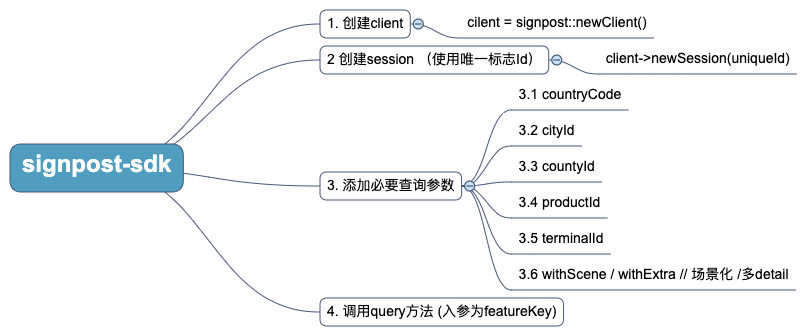 signpost-sdk
1. 创建client
cilent = signpost::newClient()
2 创建session （使用唯一标志Id）
client->newSession(uniqueId)
3. 添加必要查询参数
3.1 countryCode
3.2 cityId
3.3 countyId
3.4 productId
3.5 terminalId
3.6 withScene / withExtra // 场景化 /多detail
4. 调用query方法 (入参为featureKey)